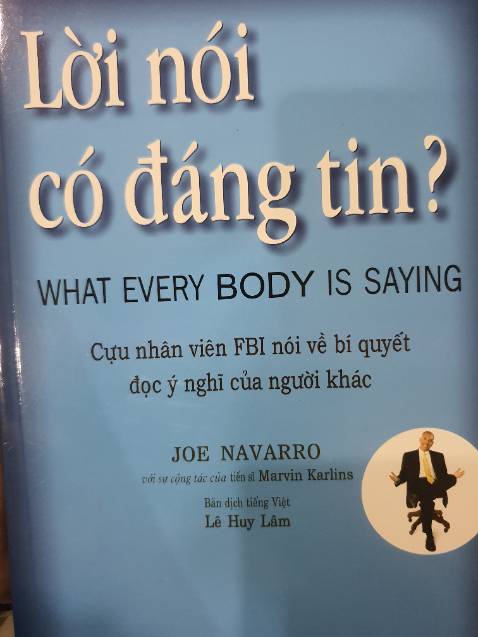 Lời nói
có đáng tin?
WHAT EVERY BODY IS SAYING
Cựu nhân viên FBI nói về bí quyết
đọc ý nghĩ của người khác
JOE NAVARRO
với sự cộng tác của tiến sĩ Marvin Karlins
Bản dịch tiếng Việt
Lê Huy Lâm